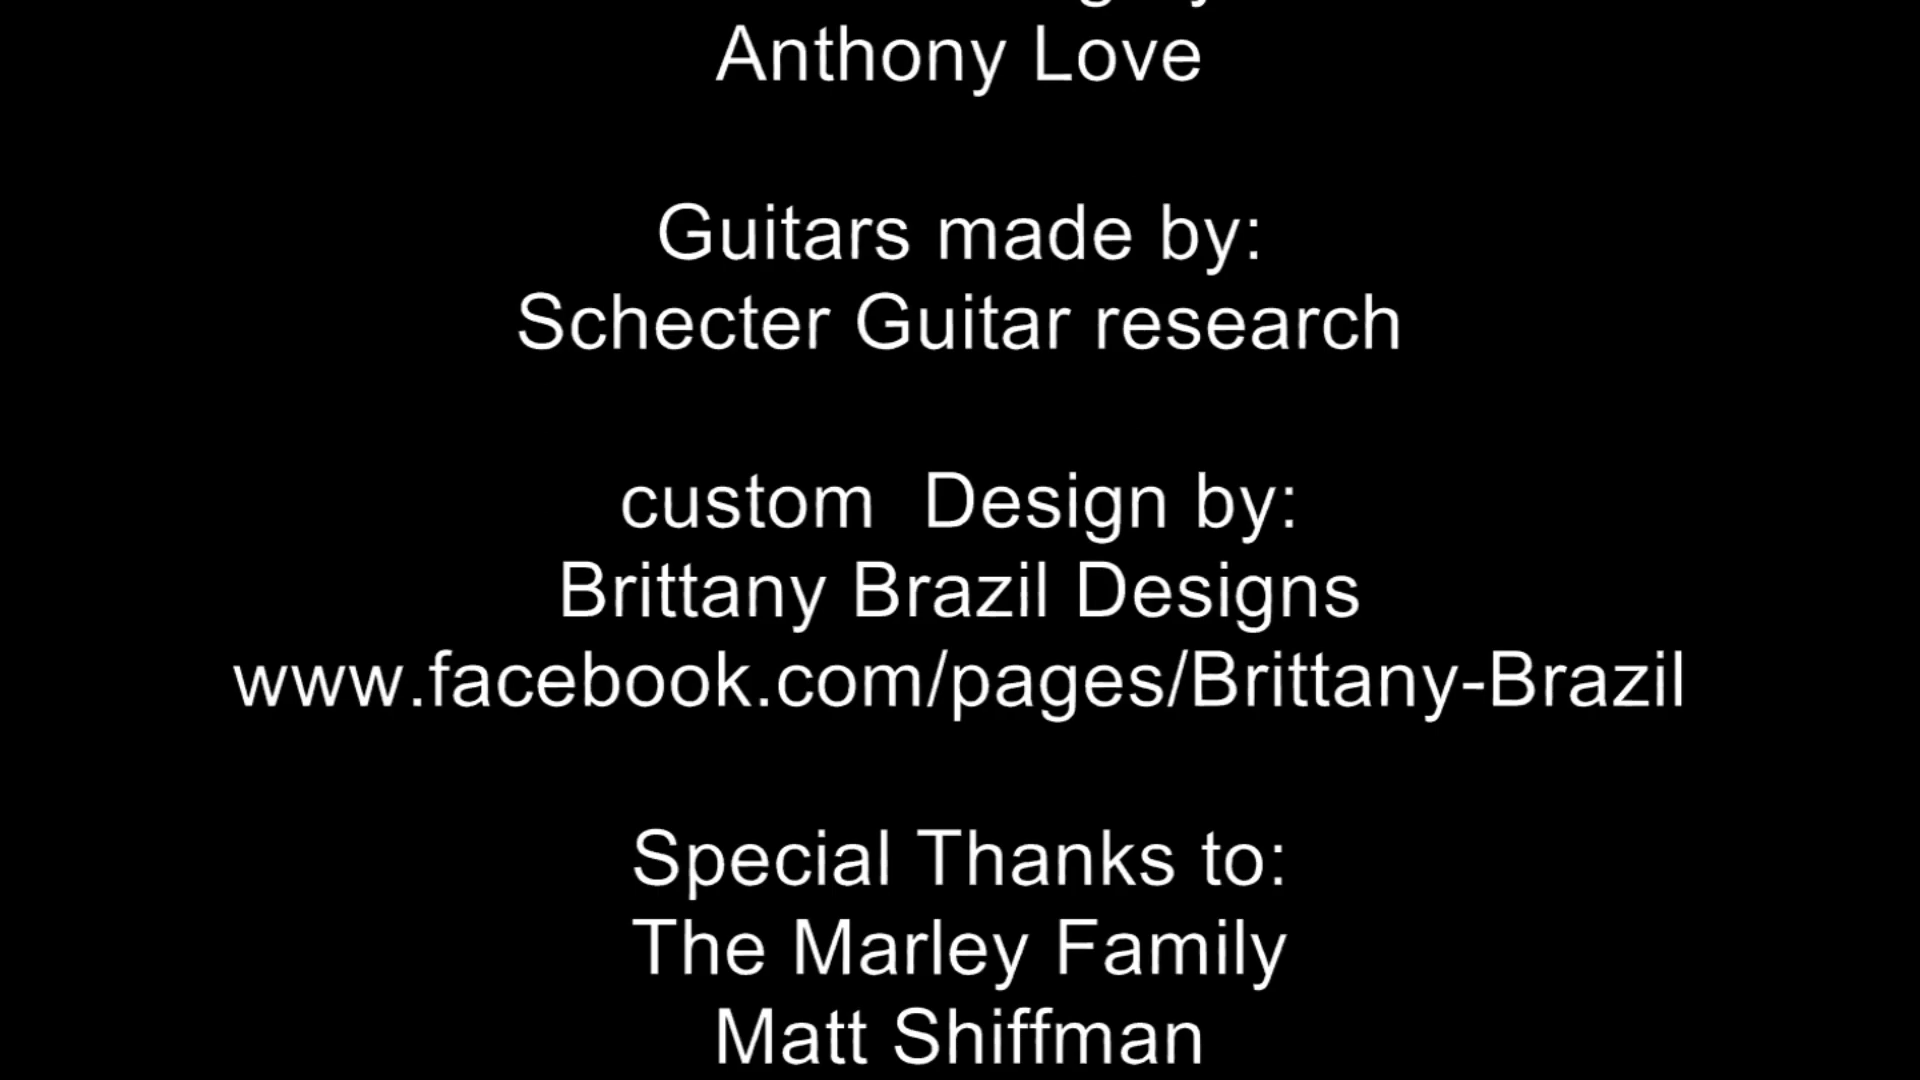 Anthony Love
Guitars made by:
Schecter Guitar research
custom  Design by:
Brittany Brazil Designs
www.facebook.com/pages/Brittany-Brazil
Special Thanks to:
The Marley Family
Matt Shiffman